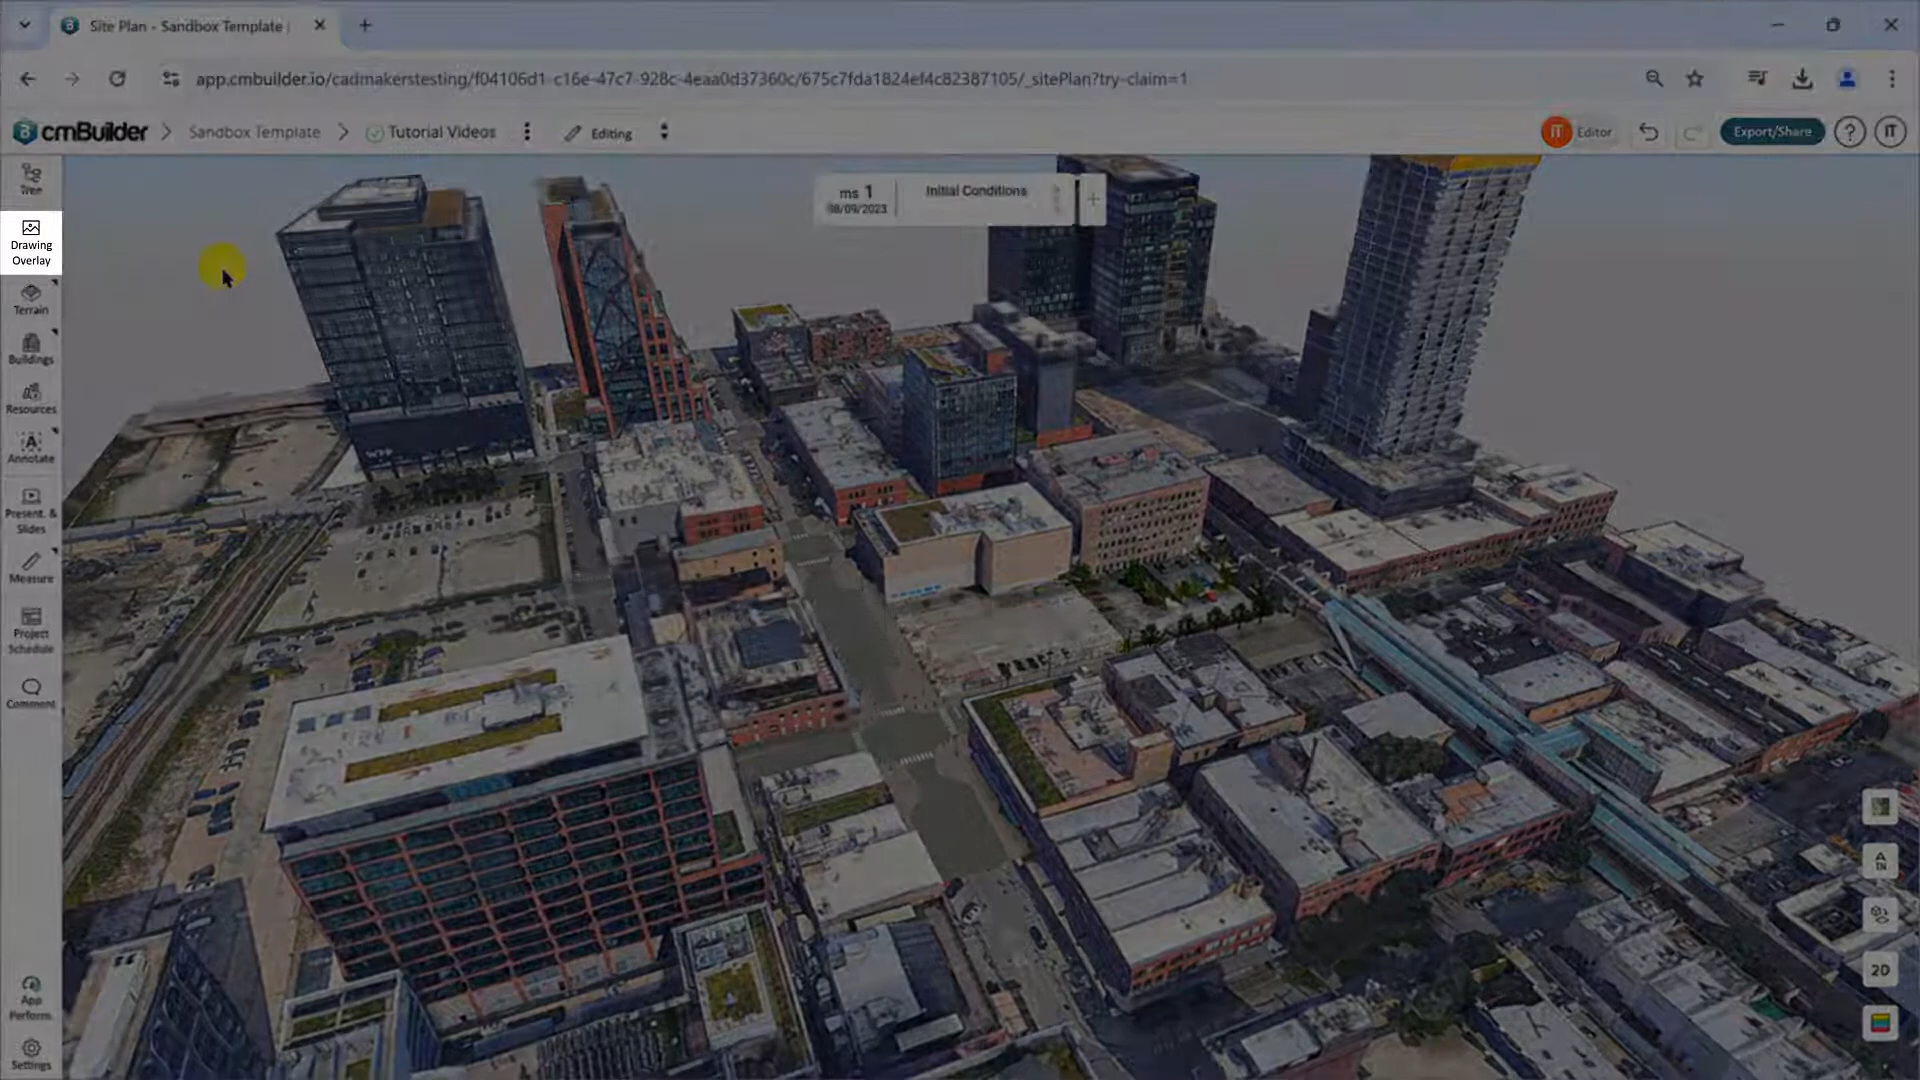 Site Plan - Sandbox Template |
app.cmbuilder.io/cadmakerstesting/f04106d1-c16e-47c7-928c-4eaa0d37360c/675c7fda1824ef4c82387105/_sitePlan?try-claim=1
cmBuilder
Sandbox Template
Tutorial Videos
Editing
IT
Editor
Export/Share
?
IT
Tree
Drawing
Overlay
Terrain
Buildings
Resources
Annotate
Present. &
Slides
Measure
Project
Schedule
Comment
App
Perform.
Settings
ms 1
08/09/2023
Initial Conditions
A
IN
2D